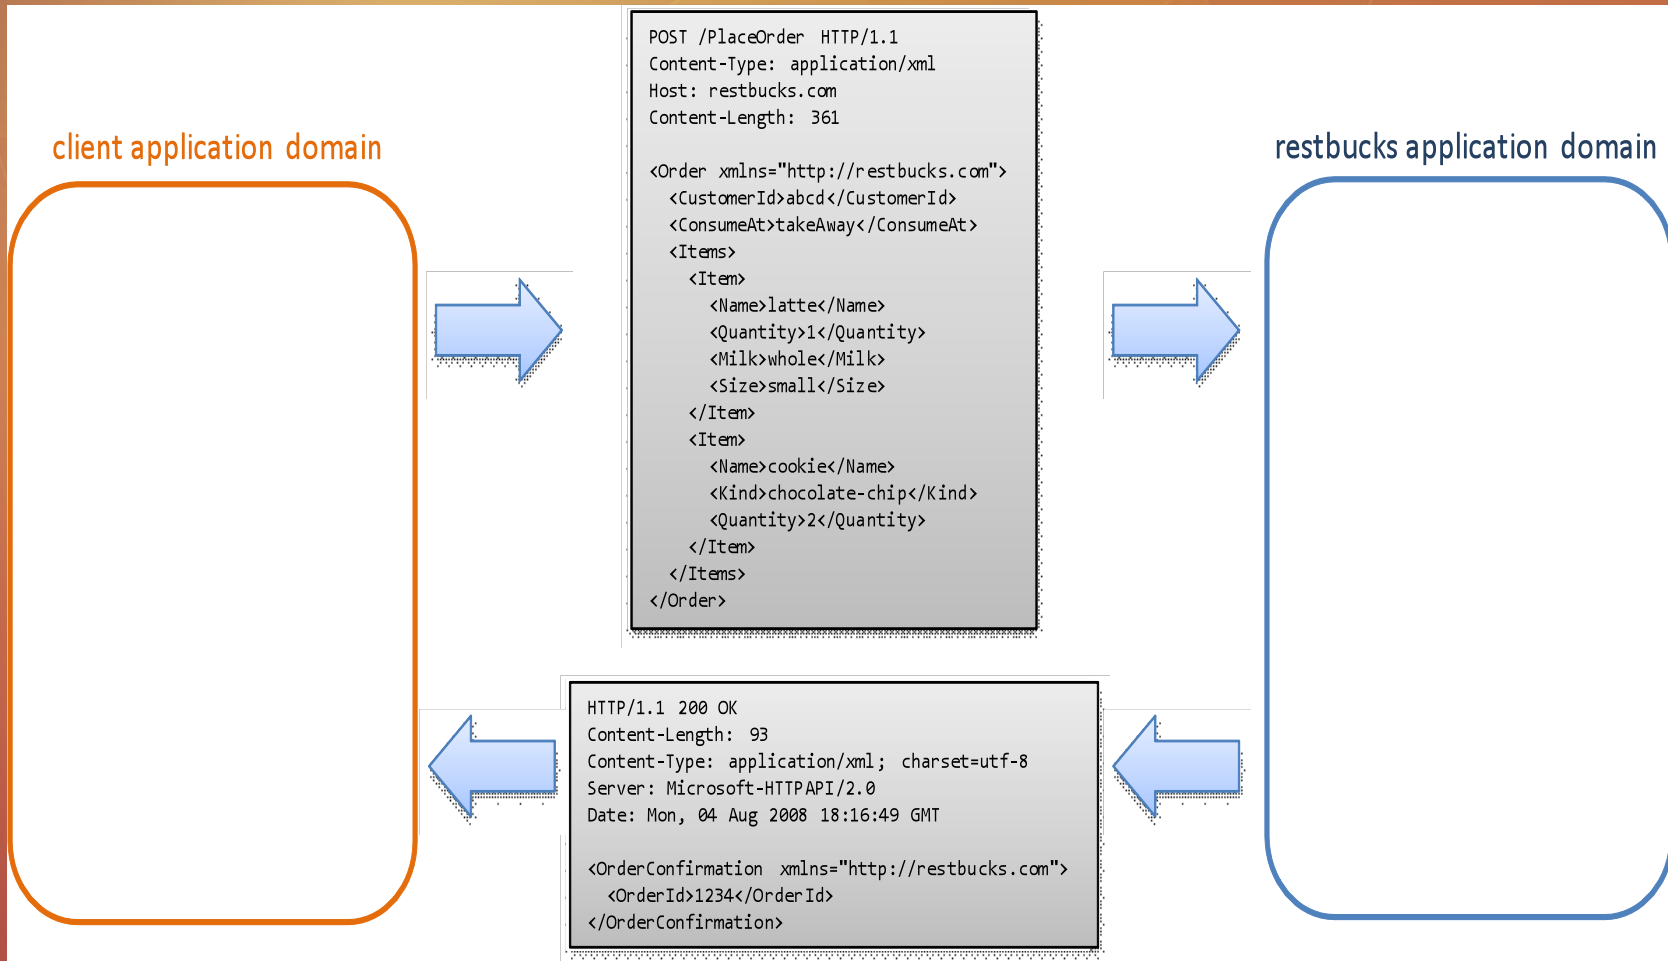 client application domain
restbucks application domain
POST /PlaceOrder HTTP/1.1
Content-Type: application/xml
Host: restbucks.com
Content-Length: 361
<Order xmlns="http://restbucks.com">
<CustomerId>abcd</CustomerId>
<ConsumeAt>takeAway</ConsumeAt>
<Items>
<Item>
<Name>latte</Name>
<Quantity>1</Quantity>
<Milk>whole</Milk>
<Size>small</Size>
</Item>
<Item>
<Name>cookie</Name>
<Kind>chocolate-chip</Kind>
<Quantity>2</Quantity>
</Item>
</Items>
</Order>
HTTP/1.1 200 OK
Content-Length: 93
Content-Type: application/xml; charset=utf-8
Server: Microsoft-HTTPAPI/2.0
Date: Mon, 04 Aug 2008 18:16:49 GMT
<OrderConfirmation xmlns="http://restbucks.com">
<OrderId>1234</OrderId>
</OrderConfirmation>